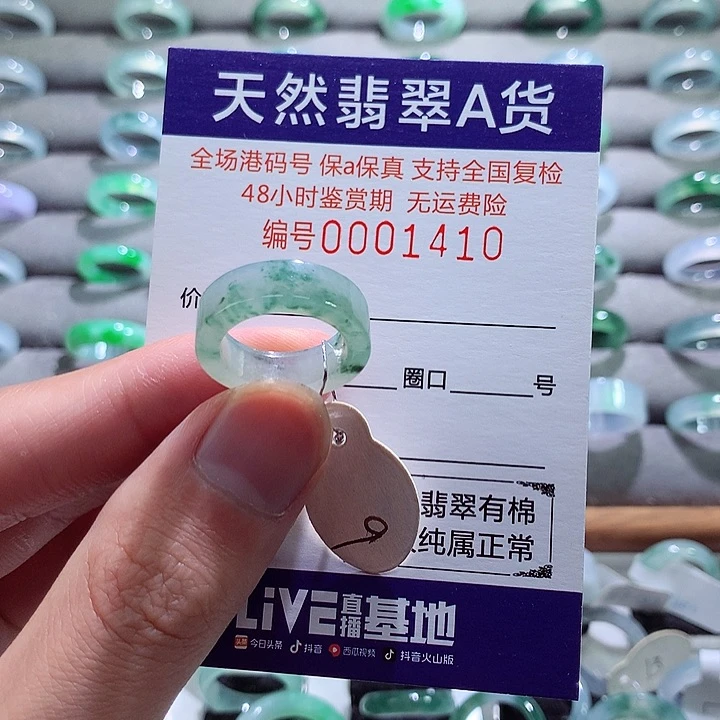 天然翡翠A货
全场港码号 保a保真 支持全国复检
48小时鉴赏期 无运费险
编号0001410
价
圈口 号
翡翠有棉
纯属正常
LiVE直播基地
今日头条 抖音 西瓜视频 抖音火山版